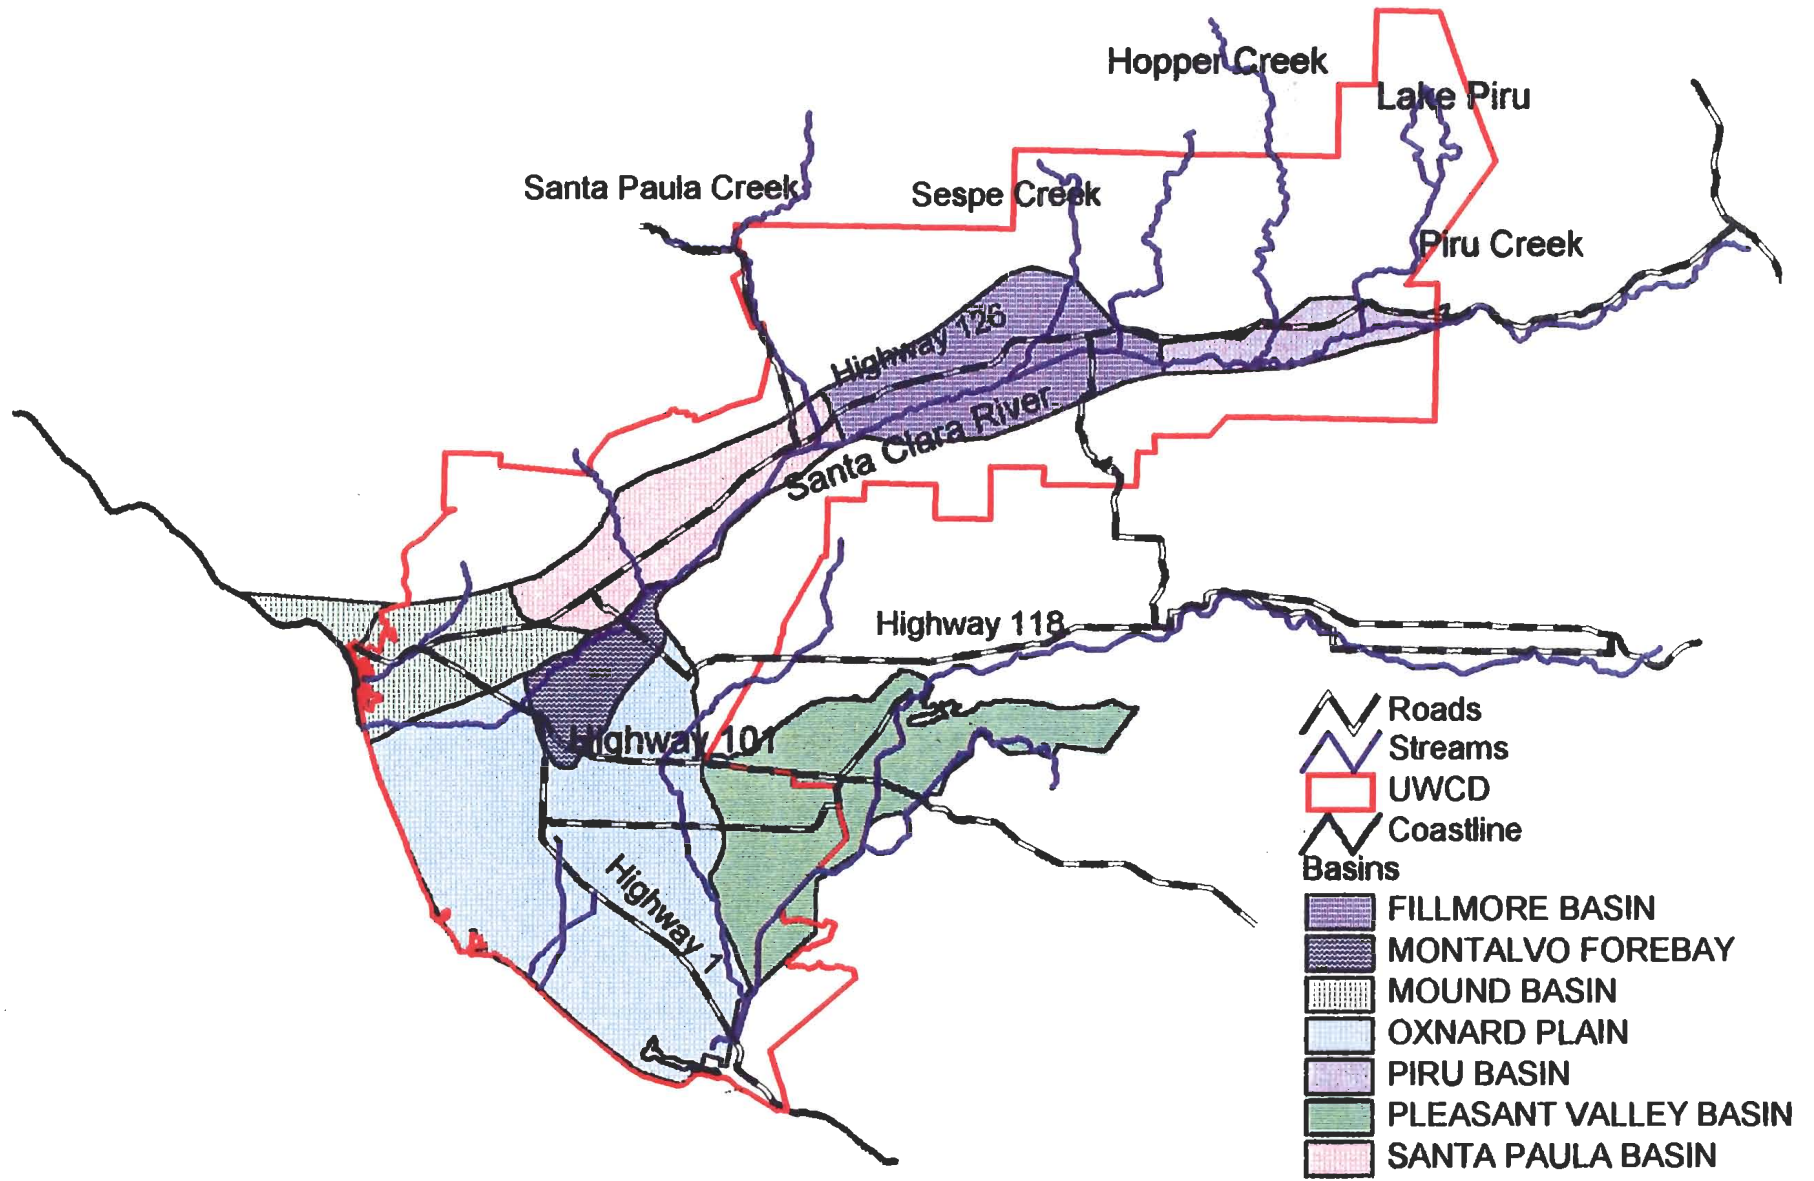 Hopper Creek
Lake Piru
Santa Paula Creek
Sespe Creek
Piru Creek
Highway 126
Santa Clara River
Highway 118
Highway 101
Highway 1
Roads
Streams
UWCD
Coastline
Basins
FILLMORE BASIN
MONTALVO FOREBAY
MOUND BASIN
OXNARD PLAIN
PIRU BASIN
PLEASANT VALLEY BASIN
SANTA PAULA BASIN